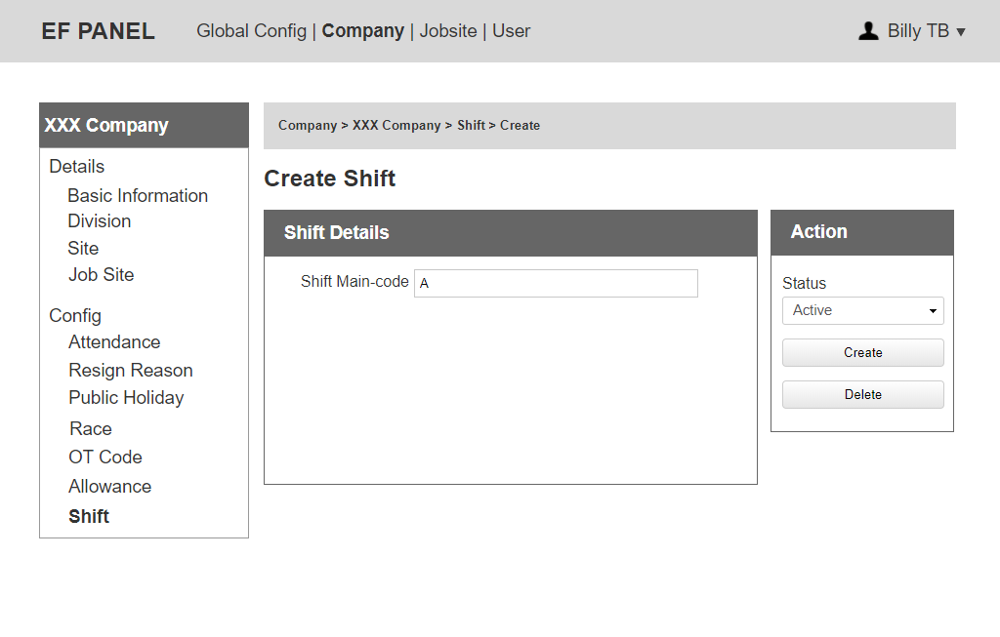 EF PANEL Global Config | Company | Jobsite | User Billy TB ▼
XXX Company
Details
Basic Information
Division
Site
Job Site
Config
Attendance
Resign Reason
Public Holiday
Race
OT Code
Allowance
Shift
Company > XXX Company > Shift > Create
Create Shift
Shift Details
Shift Main-code A
Action
Status
Active
Create
Delete